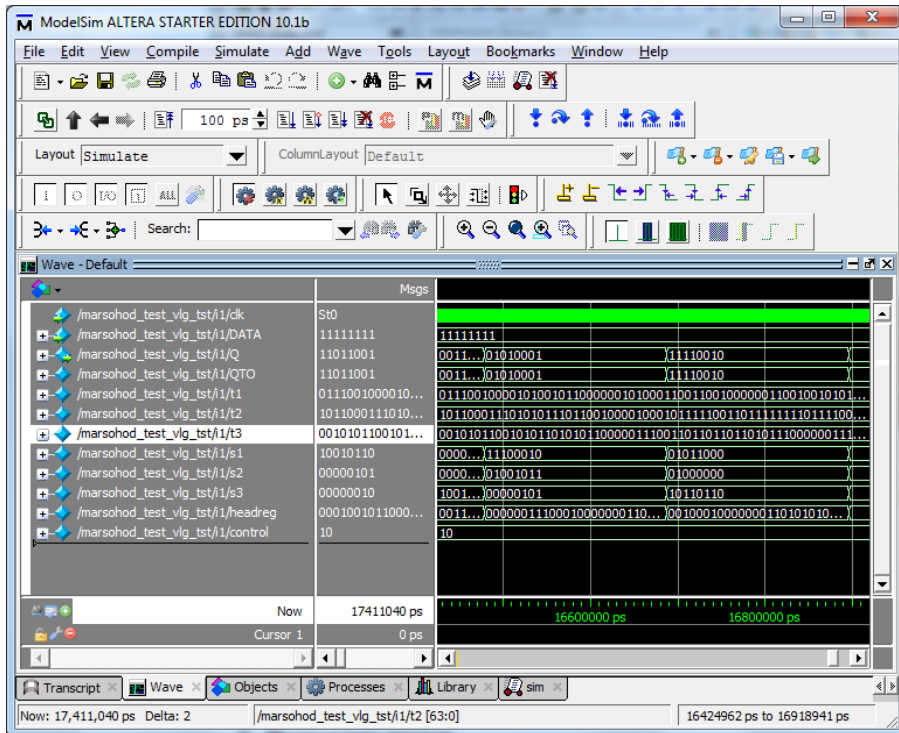 ModelSim ALTERA STARTER EDITION 10.1b
File Edit View Compile Simulate Add Wave Tools Layout Bookmarks Window Help
100 ps
Layout Simulate ColumnLayout Default
1 0 I/O ALL
Search:
Wave - Default
Msgs
/marsohod_test_vlg_tst/i1/clk St0
/marsohod_test_vlg_tst/i1/DATA 11111111 11111111
/marsohod_test_vlg_tst/i1/Q 11011001 0011... 01010001 11110010
/marsohod_test_vlg_tst/i1/QTO 11011001 0011... 01010001 11110010
/marsohod_test_vlg_tst/i1/t1 0111001000010...
/marsohod_test_vlg_tst/i1/t2 1011000111010...
/marsohod_test_vlg_tst/i1/t3 0010101100101...
/marsohod_test_vlg_tst/i1/s1 10010110 0000... 11100010 01011000
/marsohod_test_vlg_tst/i1/s2 00000101 0000... 01001011 01000000
/marsohod_test_vlg_tst/i1/s3 00000010 1001... 00000101 10110110
/marsohod_test_vlg_tst/i1/headreg 0001001011000... 0011... 0000001110001000000110... 0010001000000011010101010...
/marsohod_test_vlg_tst/i1/control 10 10
Now 17411040 ps 16600000 ps 16800000 ps
Cursor 1 0 ps
Transcript Wave Objects Processes Library sim
Now: 17,411,040 ps Delta: 2 /marsohod_test_vlg_tst/i1/t2 [63:0] 16424962 ps to 16918941 ps